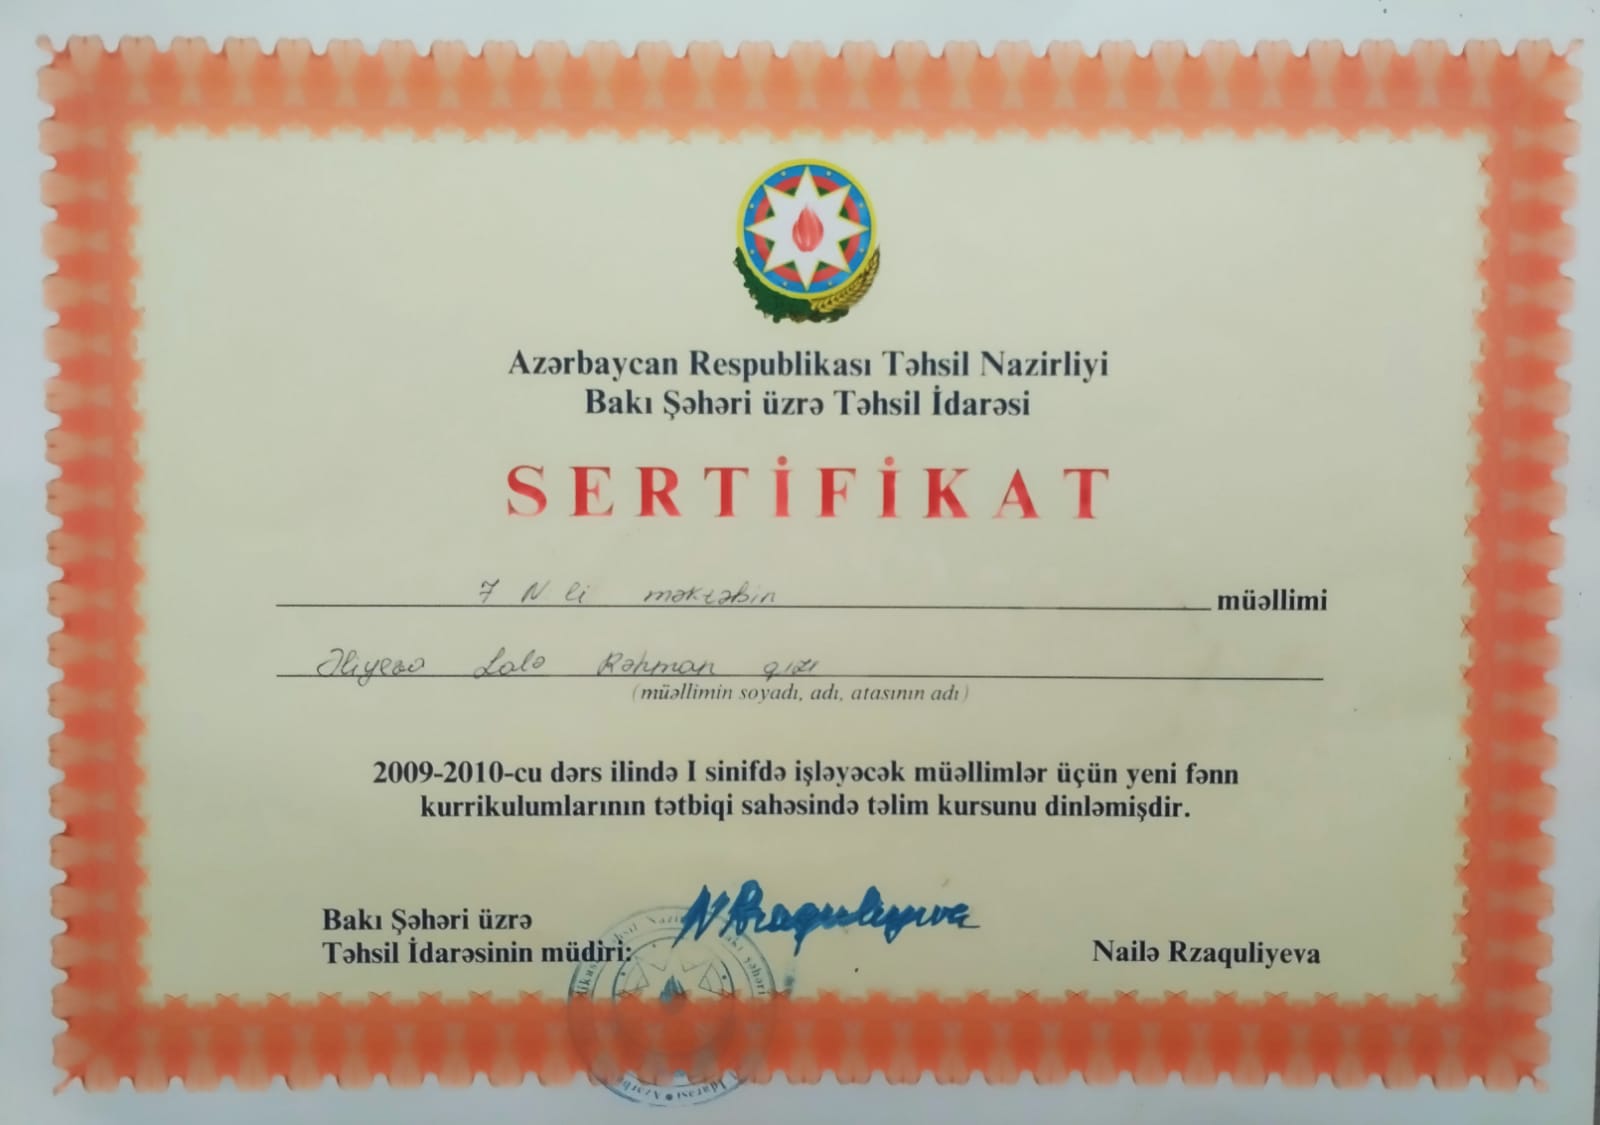 Azərbaycan Respublikası Təhsil Nazirliyi
Bakı Şəhəri üzrə Təhsil İdarəsi
SERTİFİKAT
7 N li məktəbin müəllimi
Əliyeva Lalə Rəhman qızı
(müəllimin soyadı, adı, atasının adı)
2009-2010-cu dərs ilində I sinifdə işləyəcək müəllimlər üçün yeni fənn
kurrikulumlarının tətbiqi sahəsində təlim kursunu dinləmişdir.
Bakı Şəhəri üzrə
Təhsil İdarəsinin müdiri:
N Rzaquliyeva
Nailə Rzaquliyeva